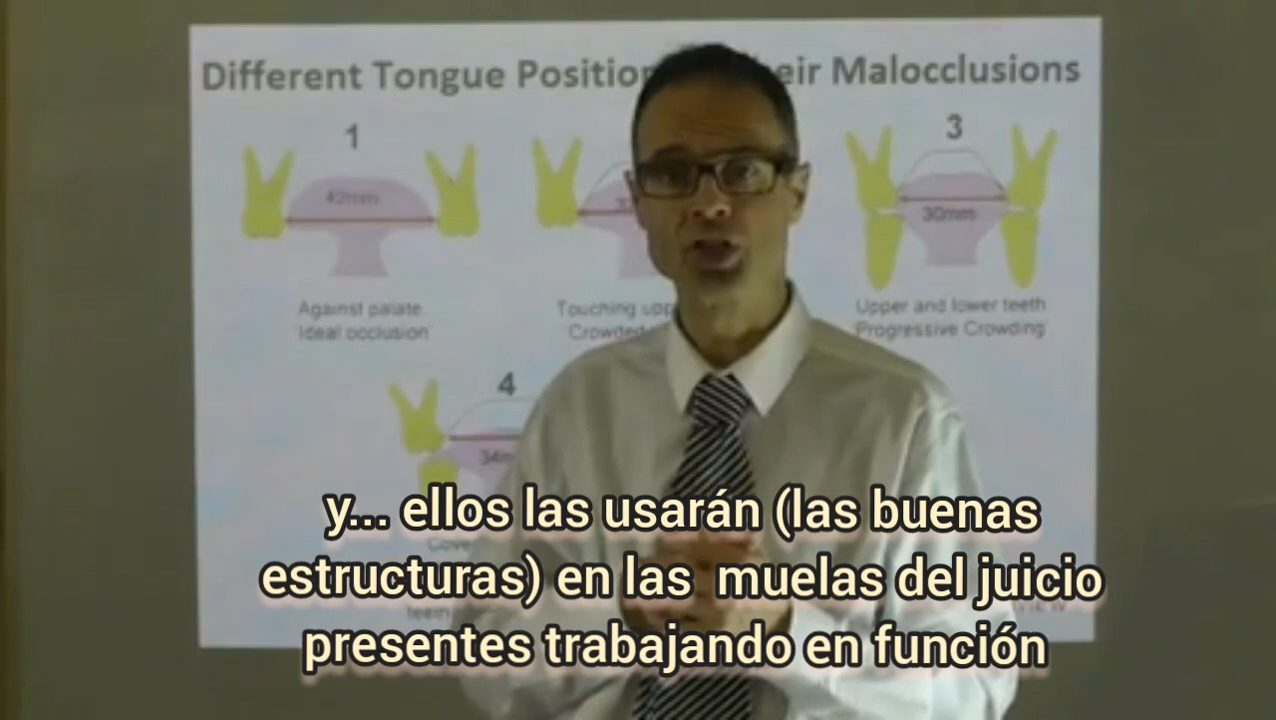 Different Tongue Position eir Malocclusions
1
3
42mm
30mm
Against palate.
Ideal occlusion
Touching upp
Crowded
Upper and lower teeth
Progressive Crowding
4
34m
y... ellos las usarán (las buenas
estructuras) en las muelas del juicio
presentes trabajando en función